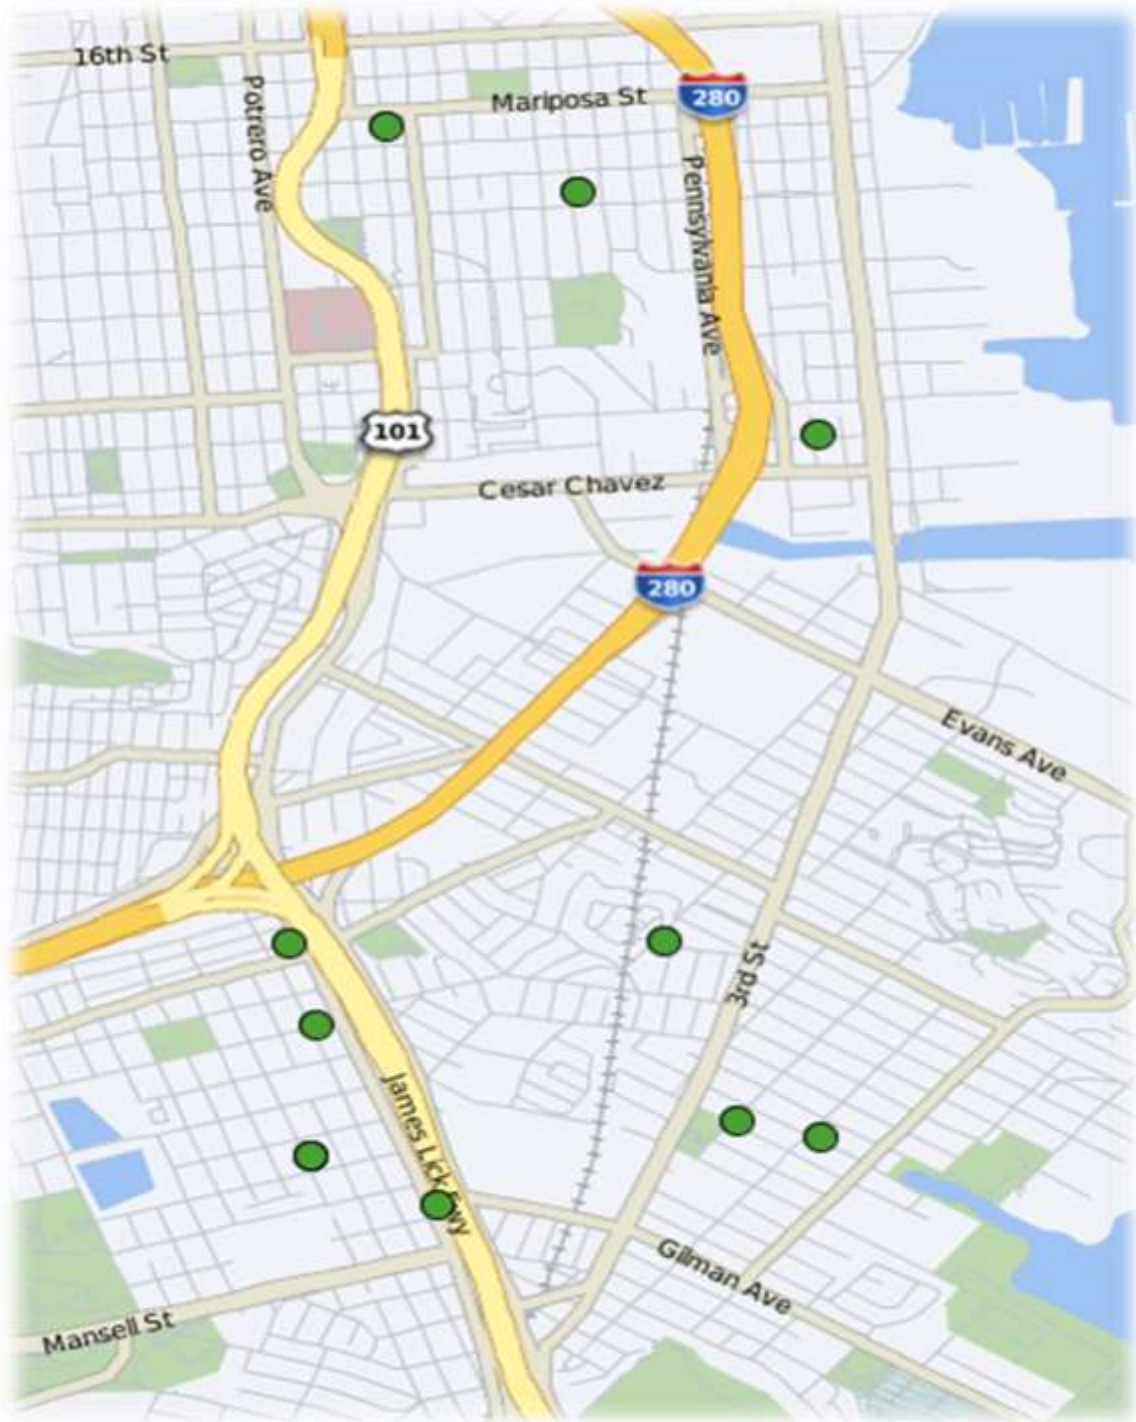 16th St
Potrero Ave
Mariposa St
280
Pennsylvania Ave
101
Cesar Chavez
280
Evans Ave
3rd St
James Lick
Gilman Ave
Mansell St